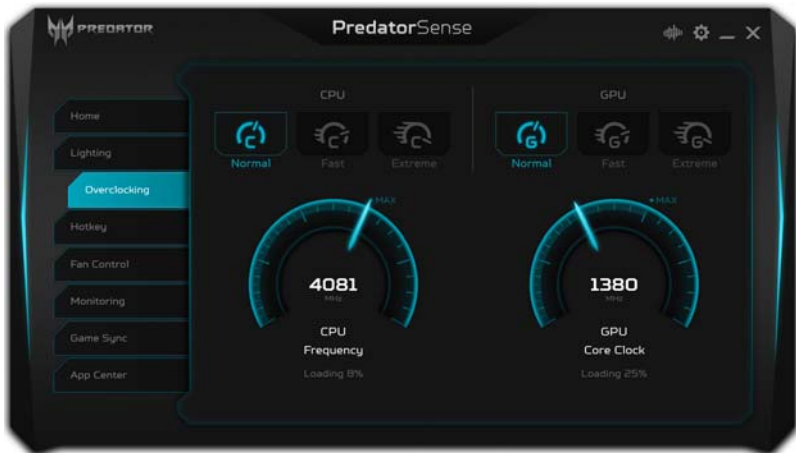 PREDATOR
PredatorSense
Home
Lighting
Overclocking
Hotkey
Fan Control
Monitoring
Game Sync
App Center
CPU
C
Normal
C
Fast
C
Extreme
MAX
4081
MHz
CPU
Frequency
Loading 8%
GPU
G
Normal
G
Fast
G
Extreme
MAX
1380
MHz
GPU
Core Clock
Loading 25%